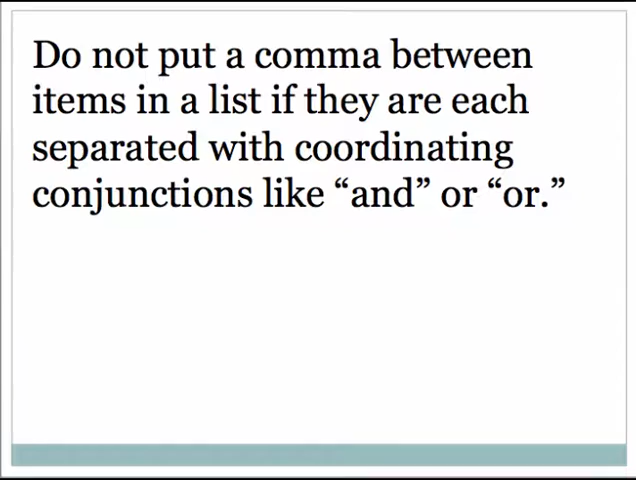 Do not put a comma between
items in a list if they are each
separated with coordinating
conjunctions like “and” or “or.”